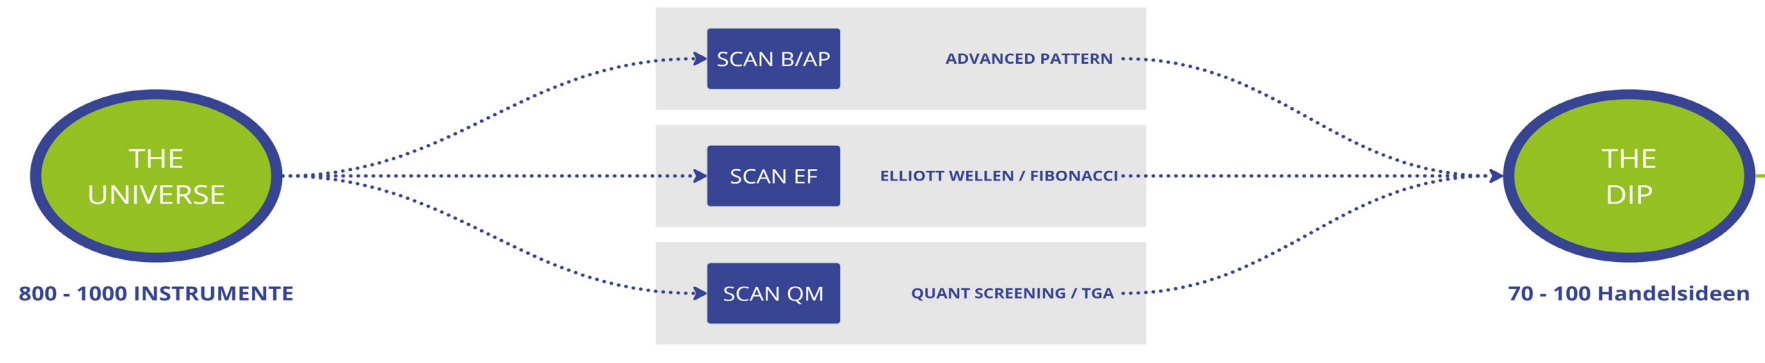 THE
UNIVERSE
800 - 1000 INSTRUMENTE
SCAN B/AP
ADVANCED PATTERN
SCAN EF
ELLIOTT WELLEN / FIBONACCI
SCAN QM
QUANT SCREENING / TGA
THE
DIP
70 - 100 Handelsideen